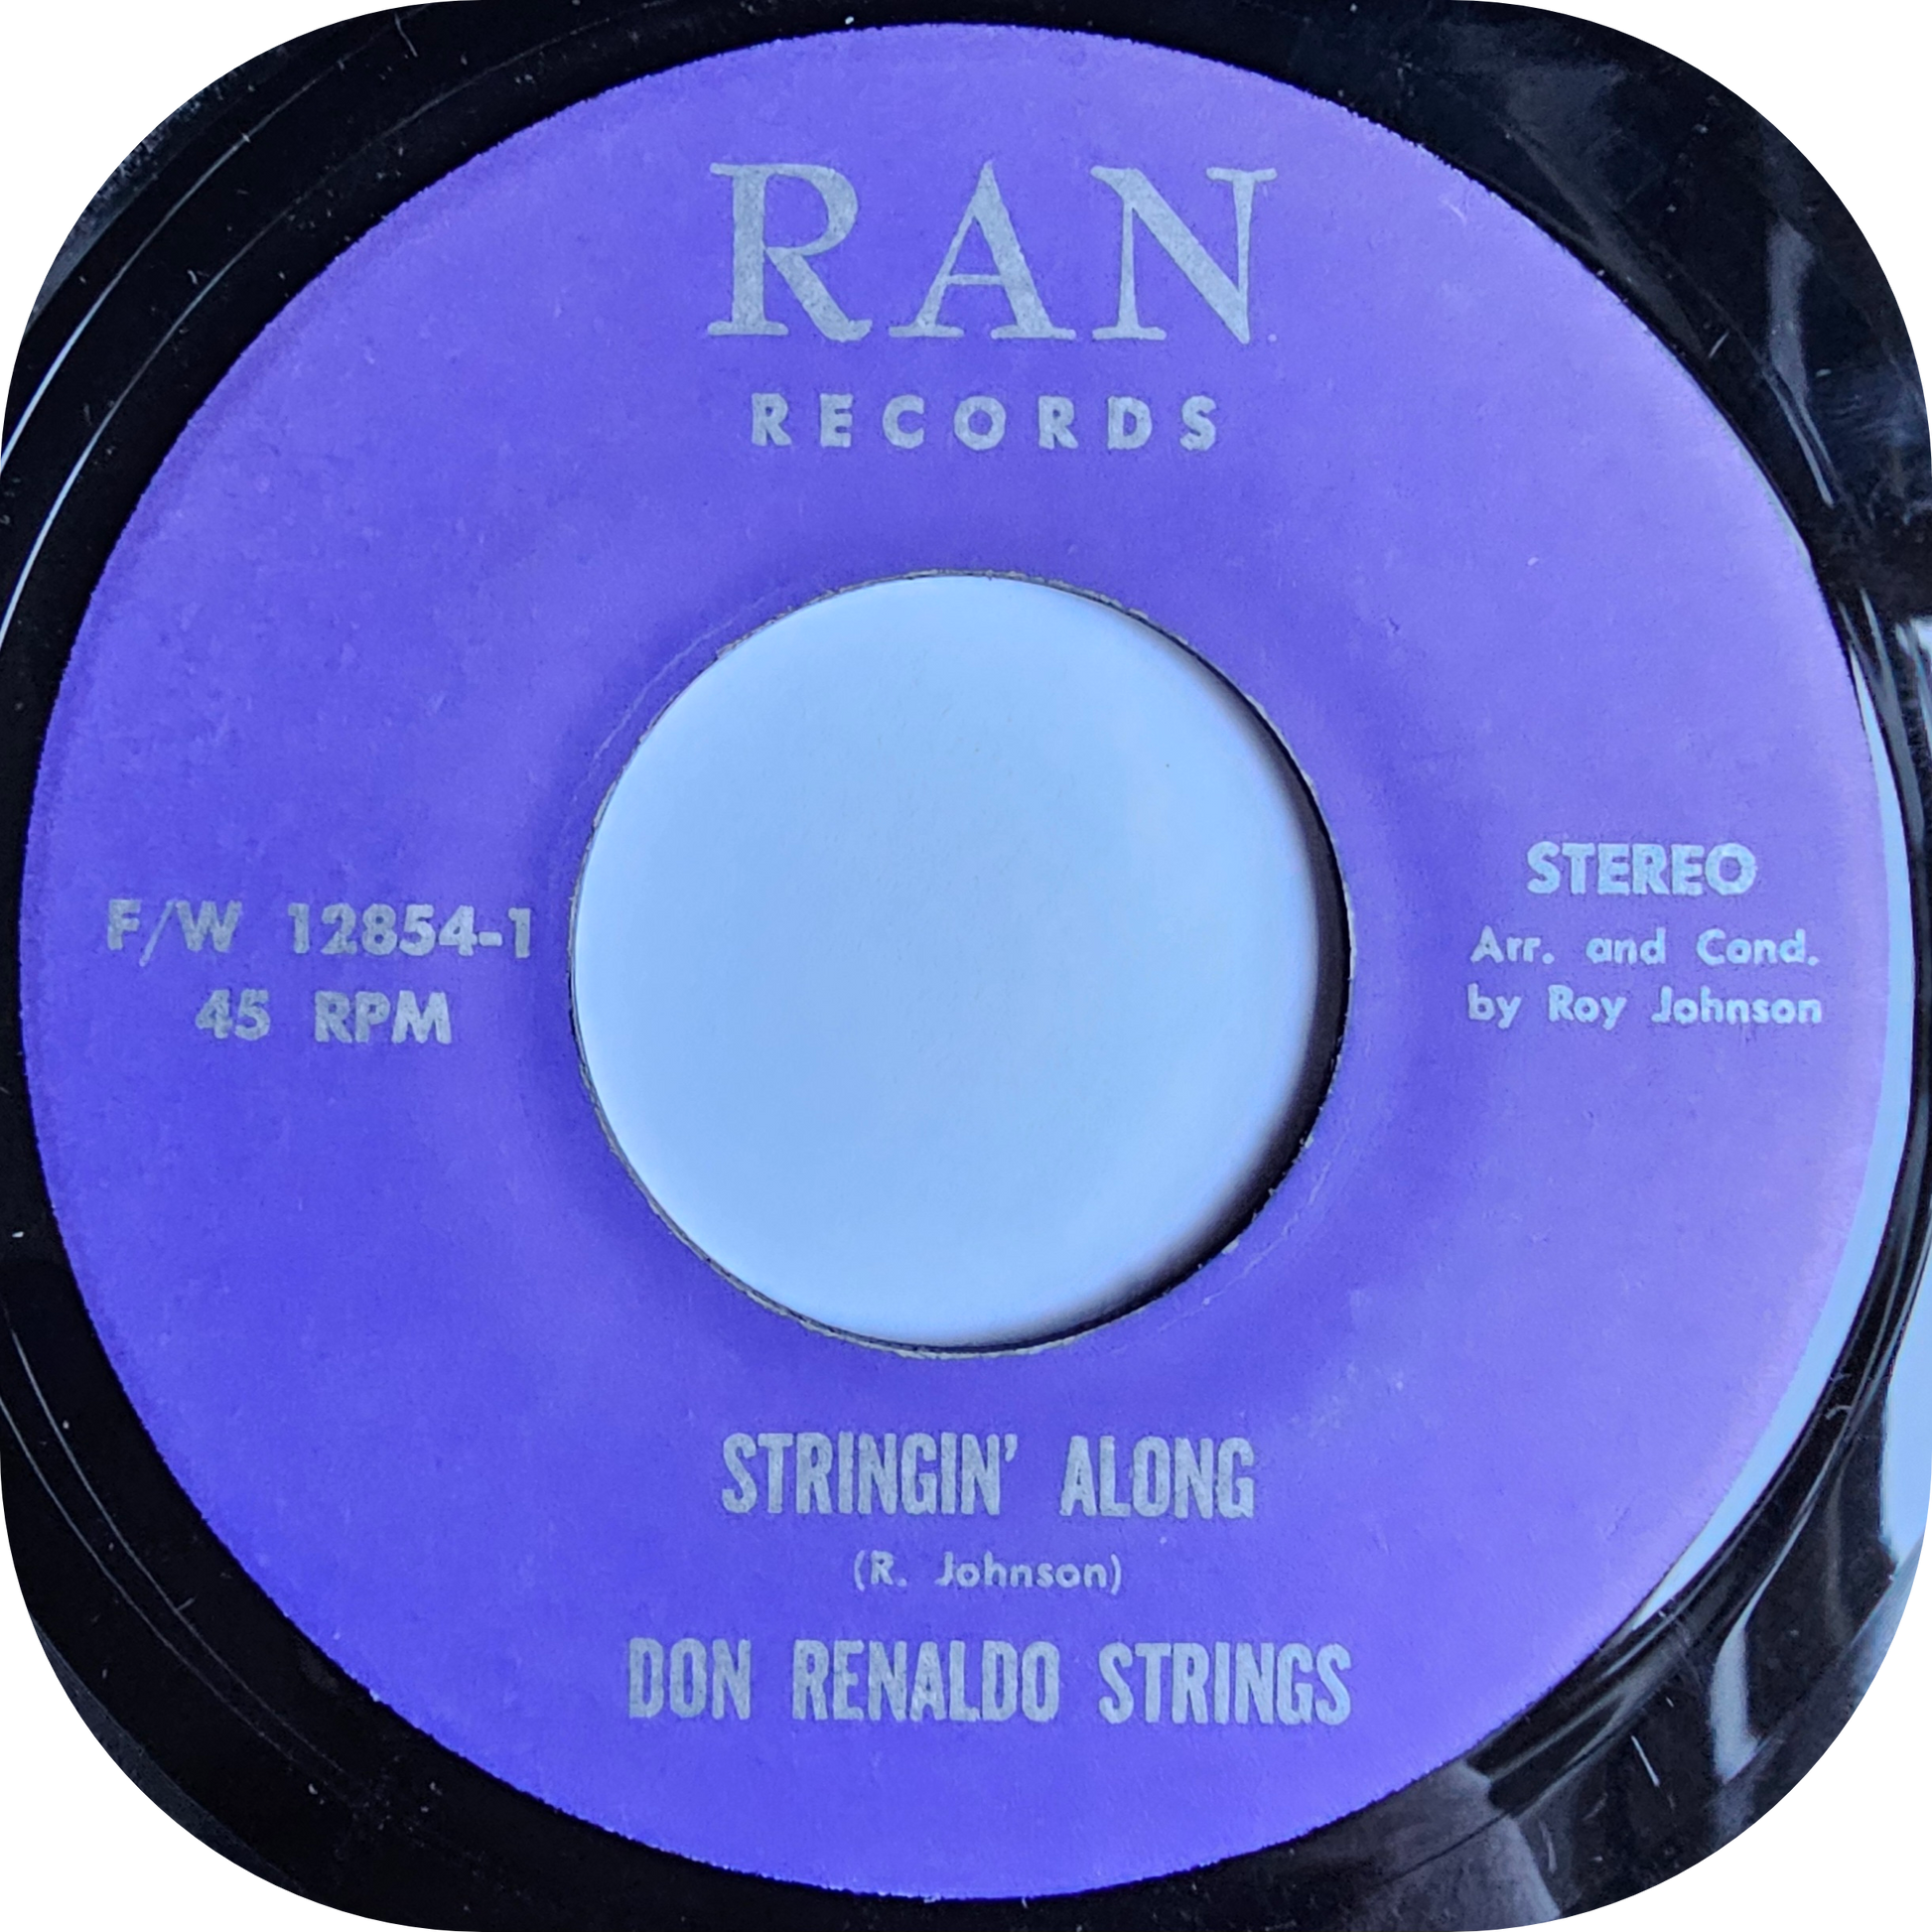 RAN
RECORDS
F/W 12854-1
45 RPM
STEREO
Arr. and Cond.
by Roy Johnson
STRINGIN' ALONG
(R. Johnson)
DON RENALDO STRINGS